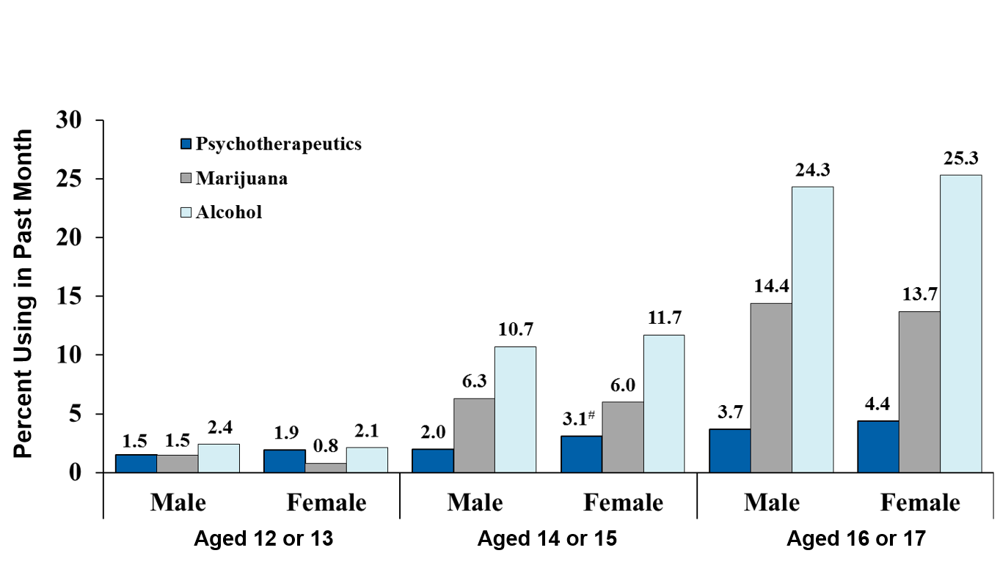 Percent Using in Past Month
30
25
20
15
10
5
0
Psychotherapeutics
Marijuana
Alcohol
1.5 1.5 2.4
1.9 0.8 2.1
2.0 6.3 10.7
3.1# 6.0 11.7
3.7 14.4 24.3
4.4 13.7 25.3
Male Female Male Female Male Female
Aged 12 or 13 Aged 14 or 15 Aged 16 or 17